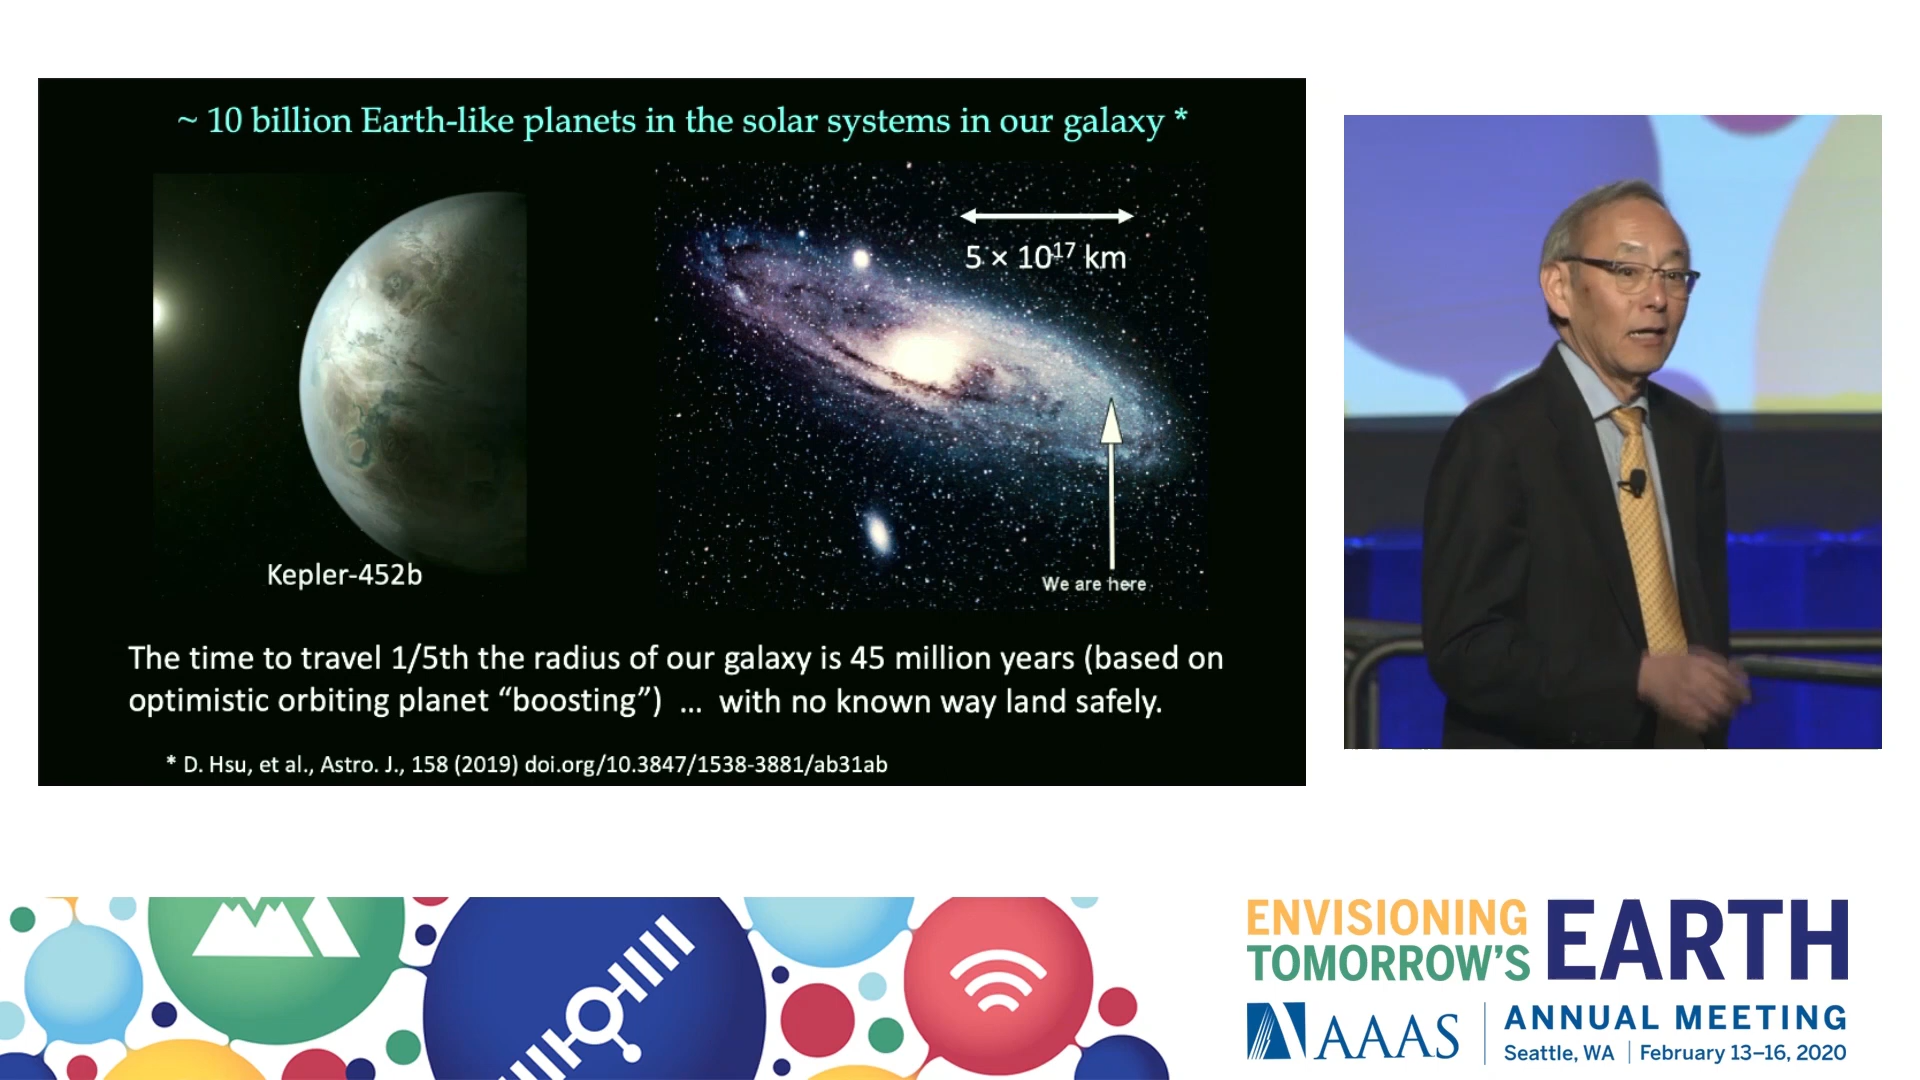 ~ 10 billion Earth-like planets in the solar systems in our galaxy *
5 × 10¹⁷ km
Kepler-452b
We are here
The time to travel 1/5th the radius of our galaxy is 45 million years (based on
optimistic orbiting planet “boosting”) ... with no known way land safely.
* D. Hsu, et al., Astro. J., 158 (2019) doi.org/10.3847/1538-3881/ab31ab
ENVISIONING
TOMORROW'S
EARTH
AAAS
ANNUAL MEETING
Seattle, WA | February 13–16, 2020